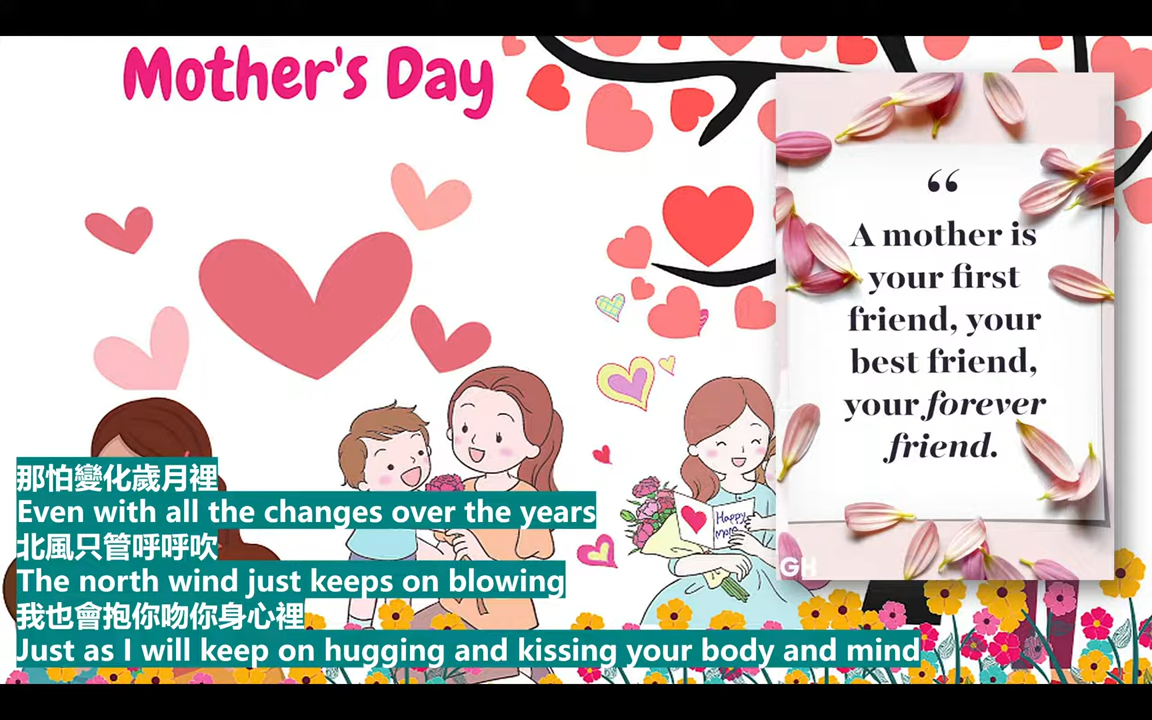 Mother's Day
“
A mother is
your first
friend, your
best friend,
your forever
friend.
Happy
GH
那怕變化歲月裡
Even with all the changes over the years
北風只管呼呼吹
The north wind just keeps on blowing
我也會抱你吻你身心裡
Just as I will keep on hugging and kissing your body and mind